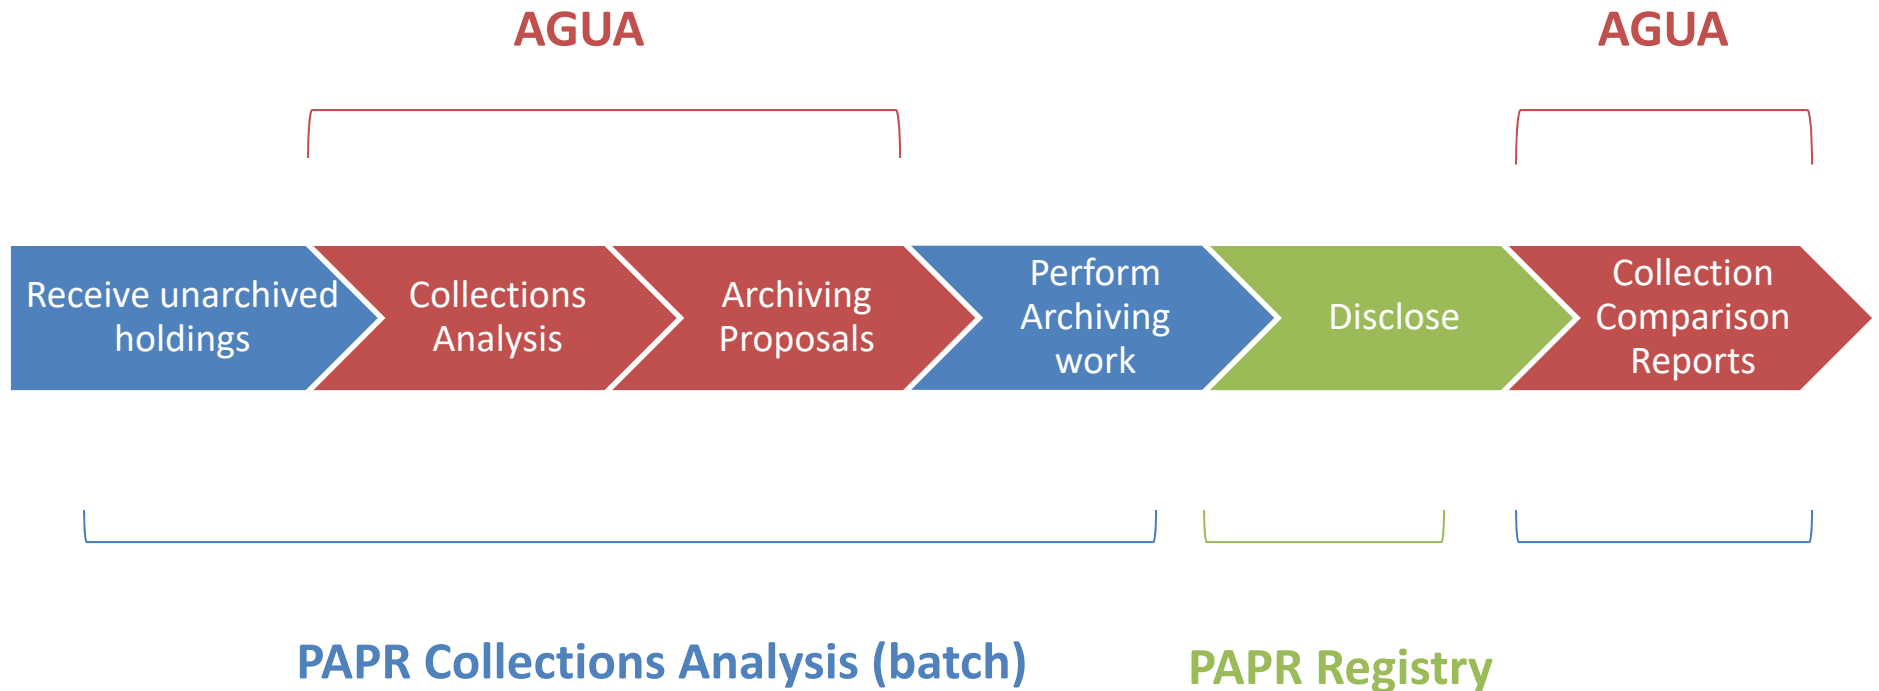 AGUA
AGUA
Receive unarchived
holdings
Collections
Analysis
Archiving
Proposals
Perform
Archiving
work
Disclose
Collection
Comparison
Reports
PAPR Collections Analysis (batch)
PAPR Registry